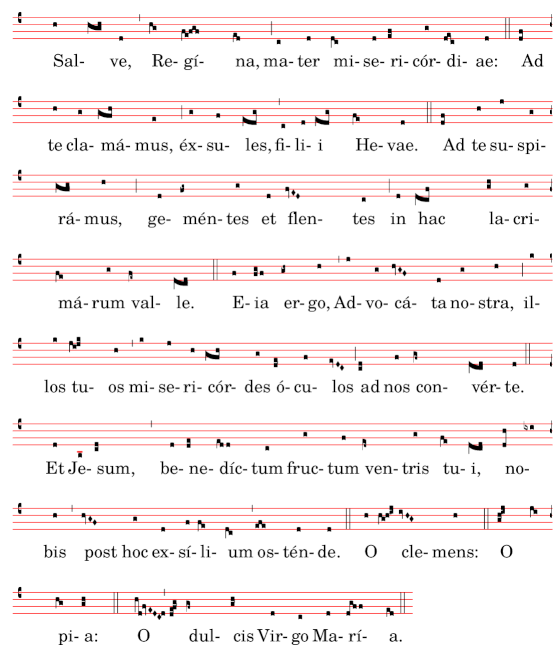 Sal- ve, Re- gí- na, ma- ter mi- se- ri- cór- di- ae: Ad
te cla- má- mus, éx- su- les, fi- li- i He- vae. Ad te su- spi-
rá- mus, ge- mén- tes et flen- tes in hac la- cri-
má- rum val- le. E- ia er- go, Ad- vo- cá- ta no- stra, il-
los tu- os mi- se- ri- cór- des ó- cu- los ad nos con- vér- te.
Et Je- sum, be- ne- díc- tum fruc- tum ven- tris tu- i, no-
bis post hoc ex- sí- li- um os- tén- de. O cle- mens: O
pi- a: O dul- cis Vir- go Ma- rí- a.